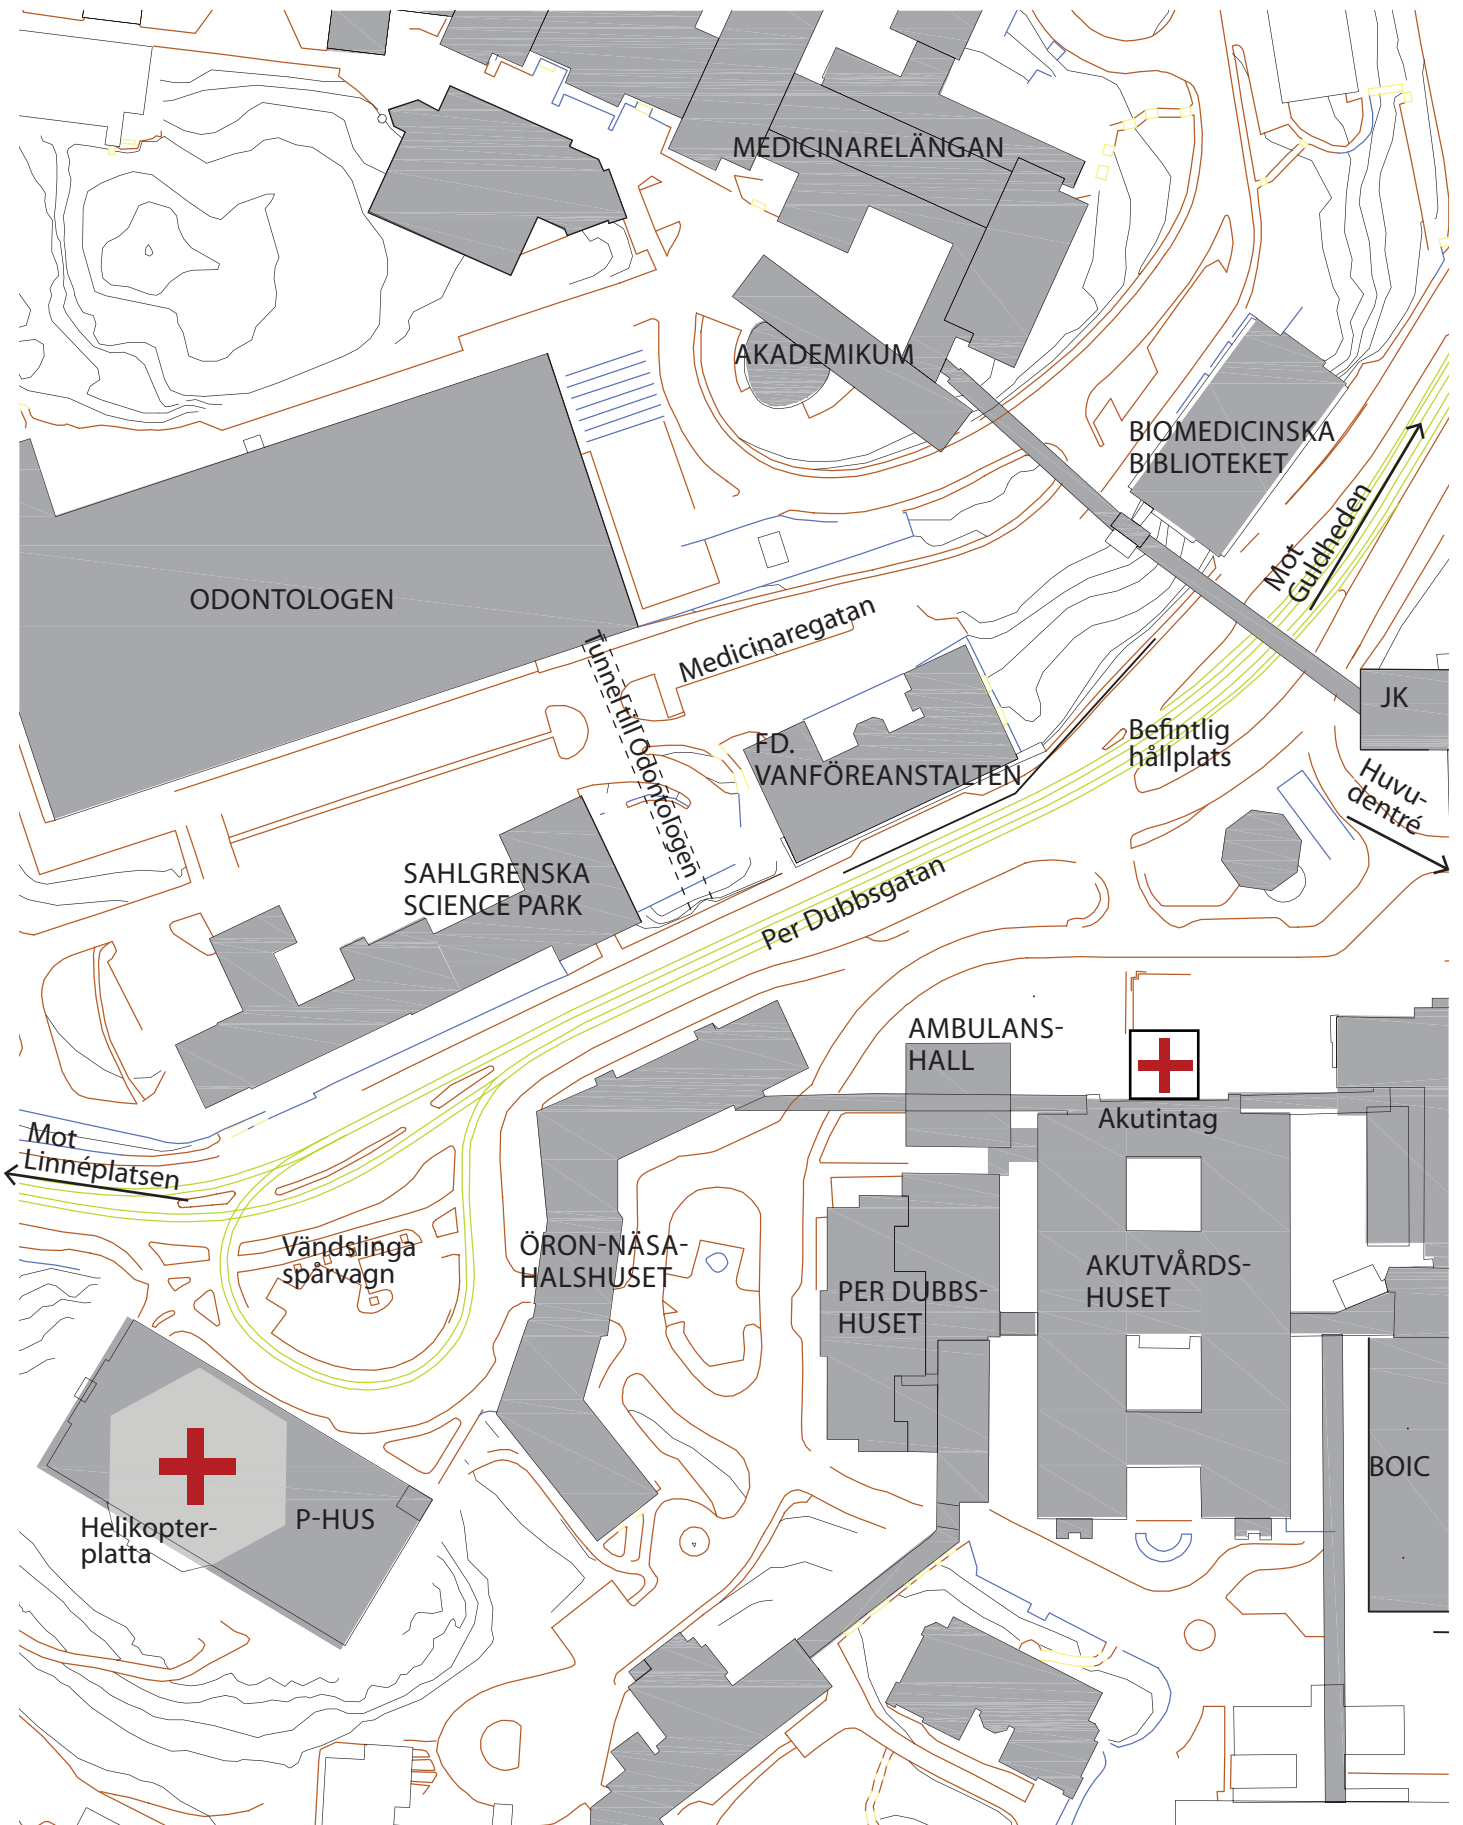 MEDICINARELÄNGAN
AKADEMIKUM
BIOMEDICINSKA
BIBLIOTEKET
Mot
Guldheden
ODONTOLOGEN
Medicinaregatan
Tunnel till Odontologen
JK
Befintlig
hållplats
FD.
VANFÖREANSTALTEN
Huvu-
dentré
SAHLGRENSKA
SCIENCE PARK
Per Dubbsgatan
AMBULANS-
HALL
Akutintag
Mot
Linnéplatsen
Vändslinga
spårvagn
ÖRON-NÄSA-
HALSHUSET
PER DUBBS-
HUSET
AKUTVÅRDS-
HUSET
BOIC
P-HUS
Helikopter-
platta